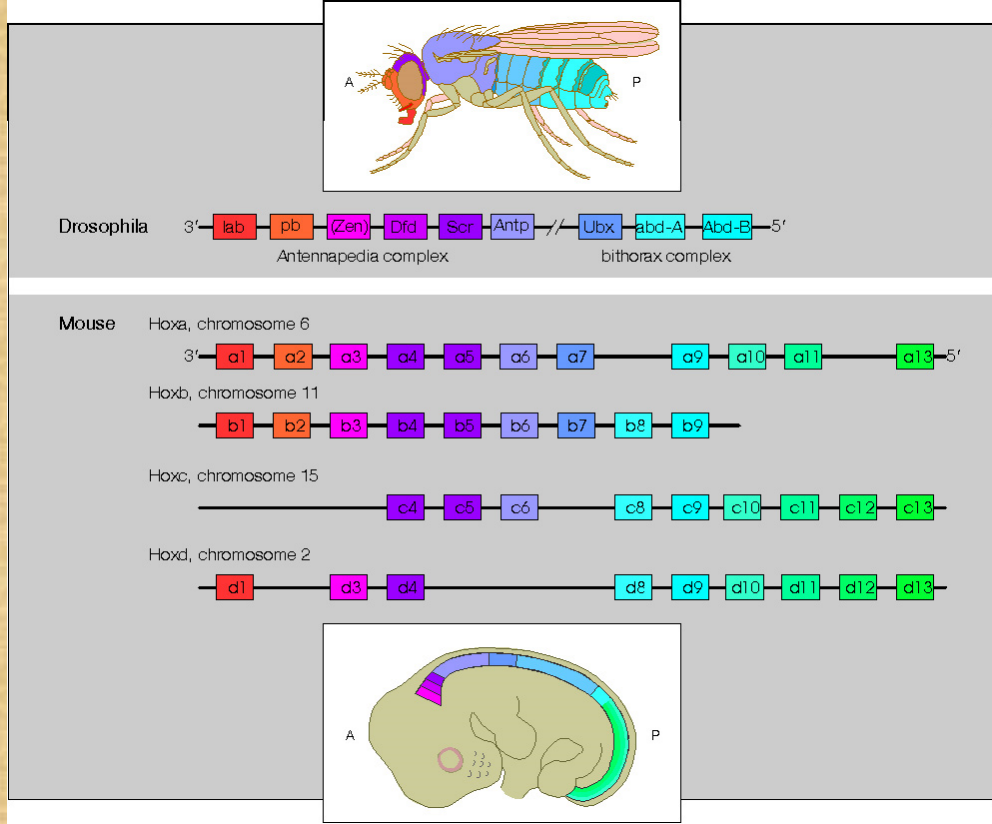 A P
Drosophila 3′ lab pb (Zen) Dfd Scr Antp Ubx abd-A Abd-B 5′
Antennapedia complex bithorax complex
Mouse Hoxa, chromosome 6
3′ a1 a2 a3 a4 a5 a6 a7 a9 a10 a11 a13 5′
Hoxb, chromosome 11
b1 b2 b3 b4 b5 b6 b7 b8 b9
Hoxc, chromosome 15
c4 c5 c6 c8 c9 c10 c11 c12 c13
Hoxd, chromosome 2
d1 d3 d4 d8 d9 d10 d11 d12 d13
A P